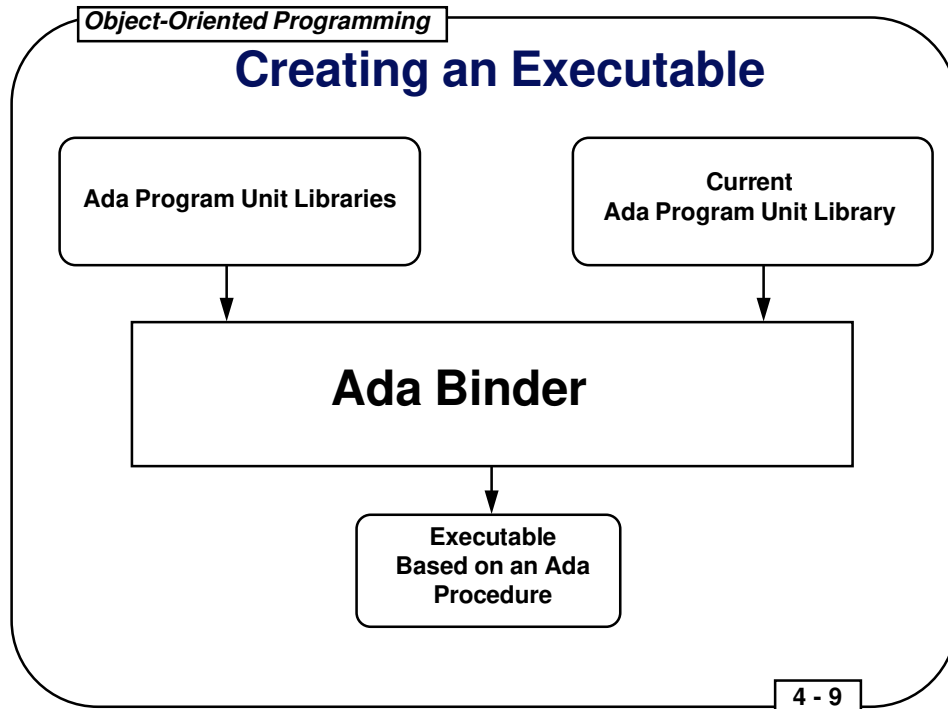 Object-Oriented Programming
Creating an Executable
Ada Program Unit Libraries
Current
Ada Program Unit Library
Ada Binder
Executable
Based on an Ada
Procedure
4 - 9